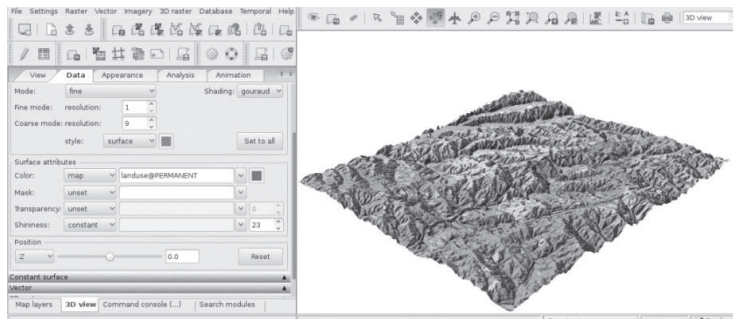 File Settings Raster Vector Imagery 3D raster Database Temporal Help
3D view
View Data Appearance Analysis Animation
Mode: fine Shading: gouraud
Fine mode: resolution: 1
Coarse mode: resolution: 9
style: surface Set to all
Surface attributes
Color: map landuse@PERMANENT
Mask: unset
Transparency: unset 0
Shininess: constant 23
Position
Z 0.0 Reset
Constant surface
Vector
Map layers 3D view Command console (...) Search modules